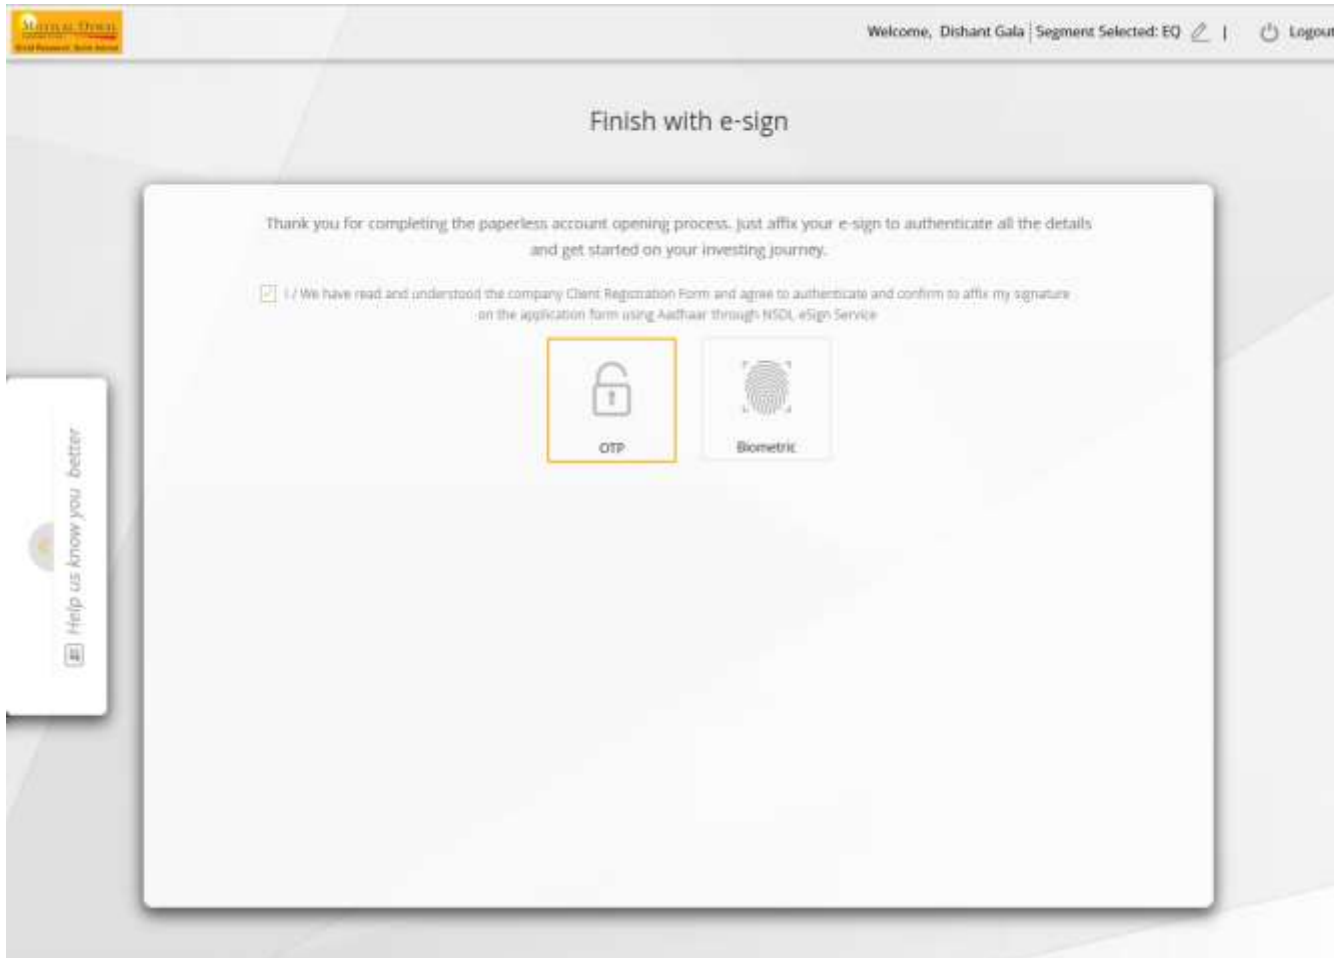 MOTILAL OSWAL
Welcome, Dishant Gala | Segment Selected: EQ | Logout
Finish with e-sign
Thank you for completing the paperless account opening process. Just affix your e-sign to authenticate all the details
and get started on your investing journey.
I / We have read and understood the company Client Registration Form and agree to authenticate and confirm to affix my signature
on the application form using Aadhaar through NSDL eSign Service
OTP
Biometric
Help us know you better